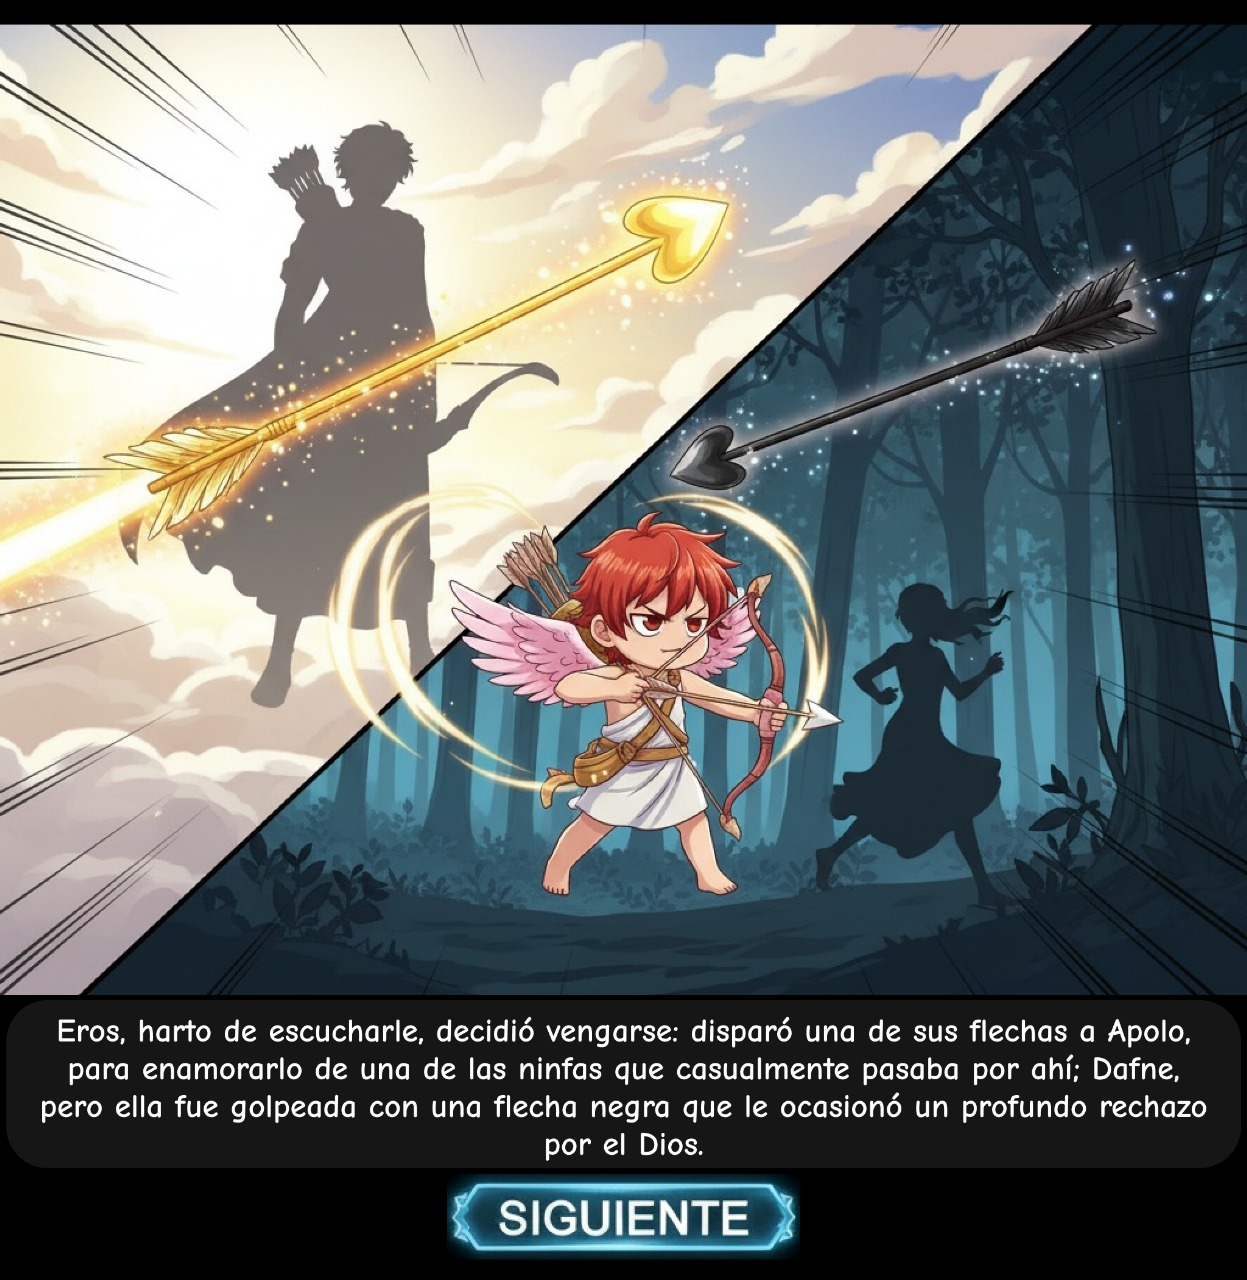 Eros, harto de escucharle, decidió vengarse: disparó una de sus flechas a Apolo,
para enamorarlo de una de las ninfas que casualmente pasaba por ahí; Dafne,
pero ella fue golpeada con una flecha negra que le ocasionó un profundo rechazo
por el Dios.
SIGUIENTE